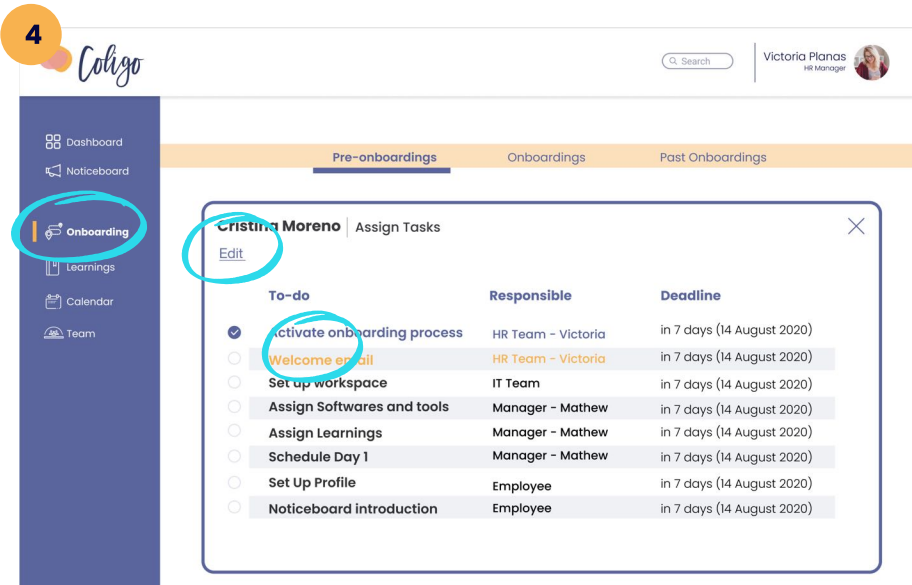 4
Coligo
Search
Victoria Planas
HR Manager
Dashboard
Noticeboard
Onboarding
Learnings
Calendar
Team
Pre-onboardings Onboardings Past Onboardings
Cristina Moreno | Assign Tasks
Edit
To-do Responsible Deadline
Activate onboarding process HR Team - Victoria in 7 days (14 August 2020)
Welcome email HR Team - Victoria in 7 days (14 August 2020)
Set up workspace IT Team in 7 days (14 August 2020)
Assign Softwares and tools Manager - Mathew in 7 days (14 August 2020)
Assign Learnings Manager - Mathew in 7 days (14 August 2020)
Schedule Day 1 Manager - Mathew in 7 days (14 August 2020)
Set Up Profile Employee in 7 days (14 August 2020)
Noticeboard introduction Employee in 7 days (14 August 2020)